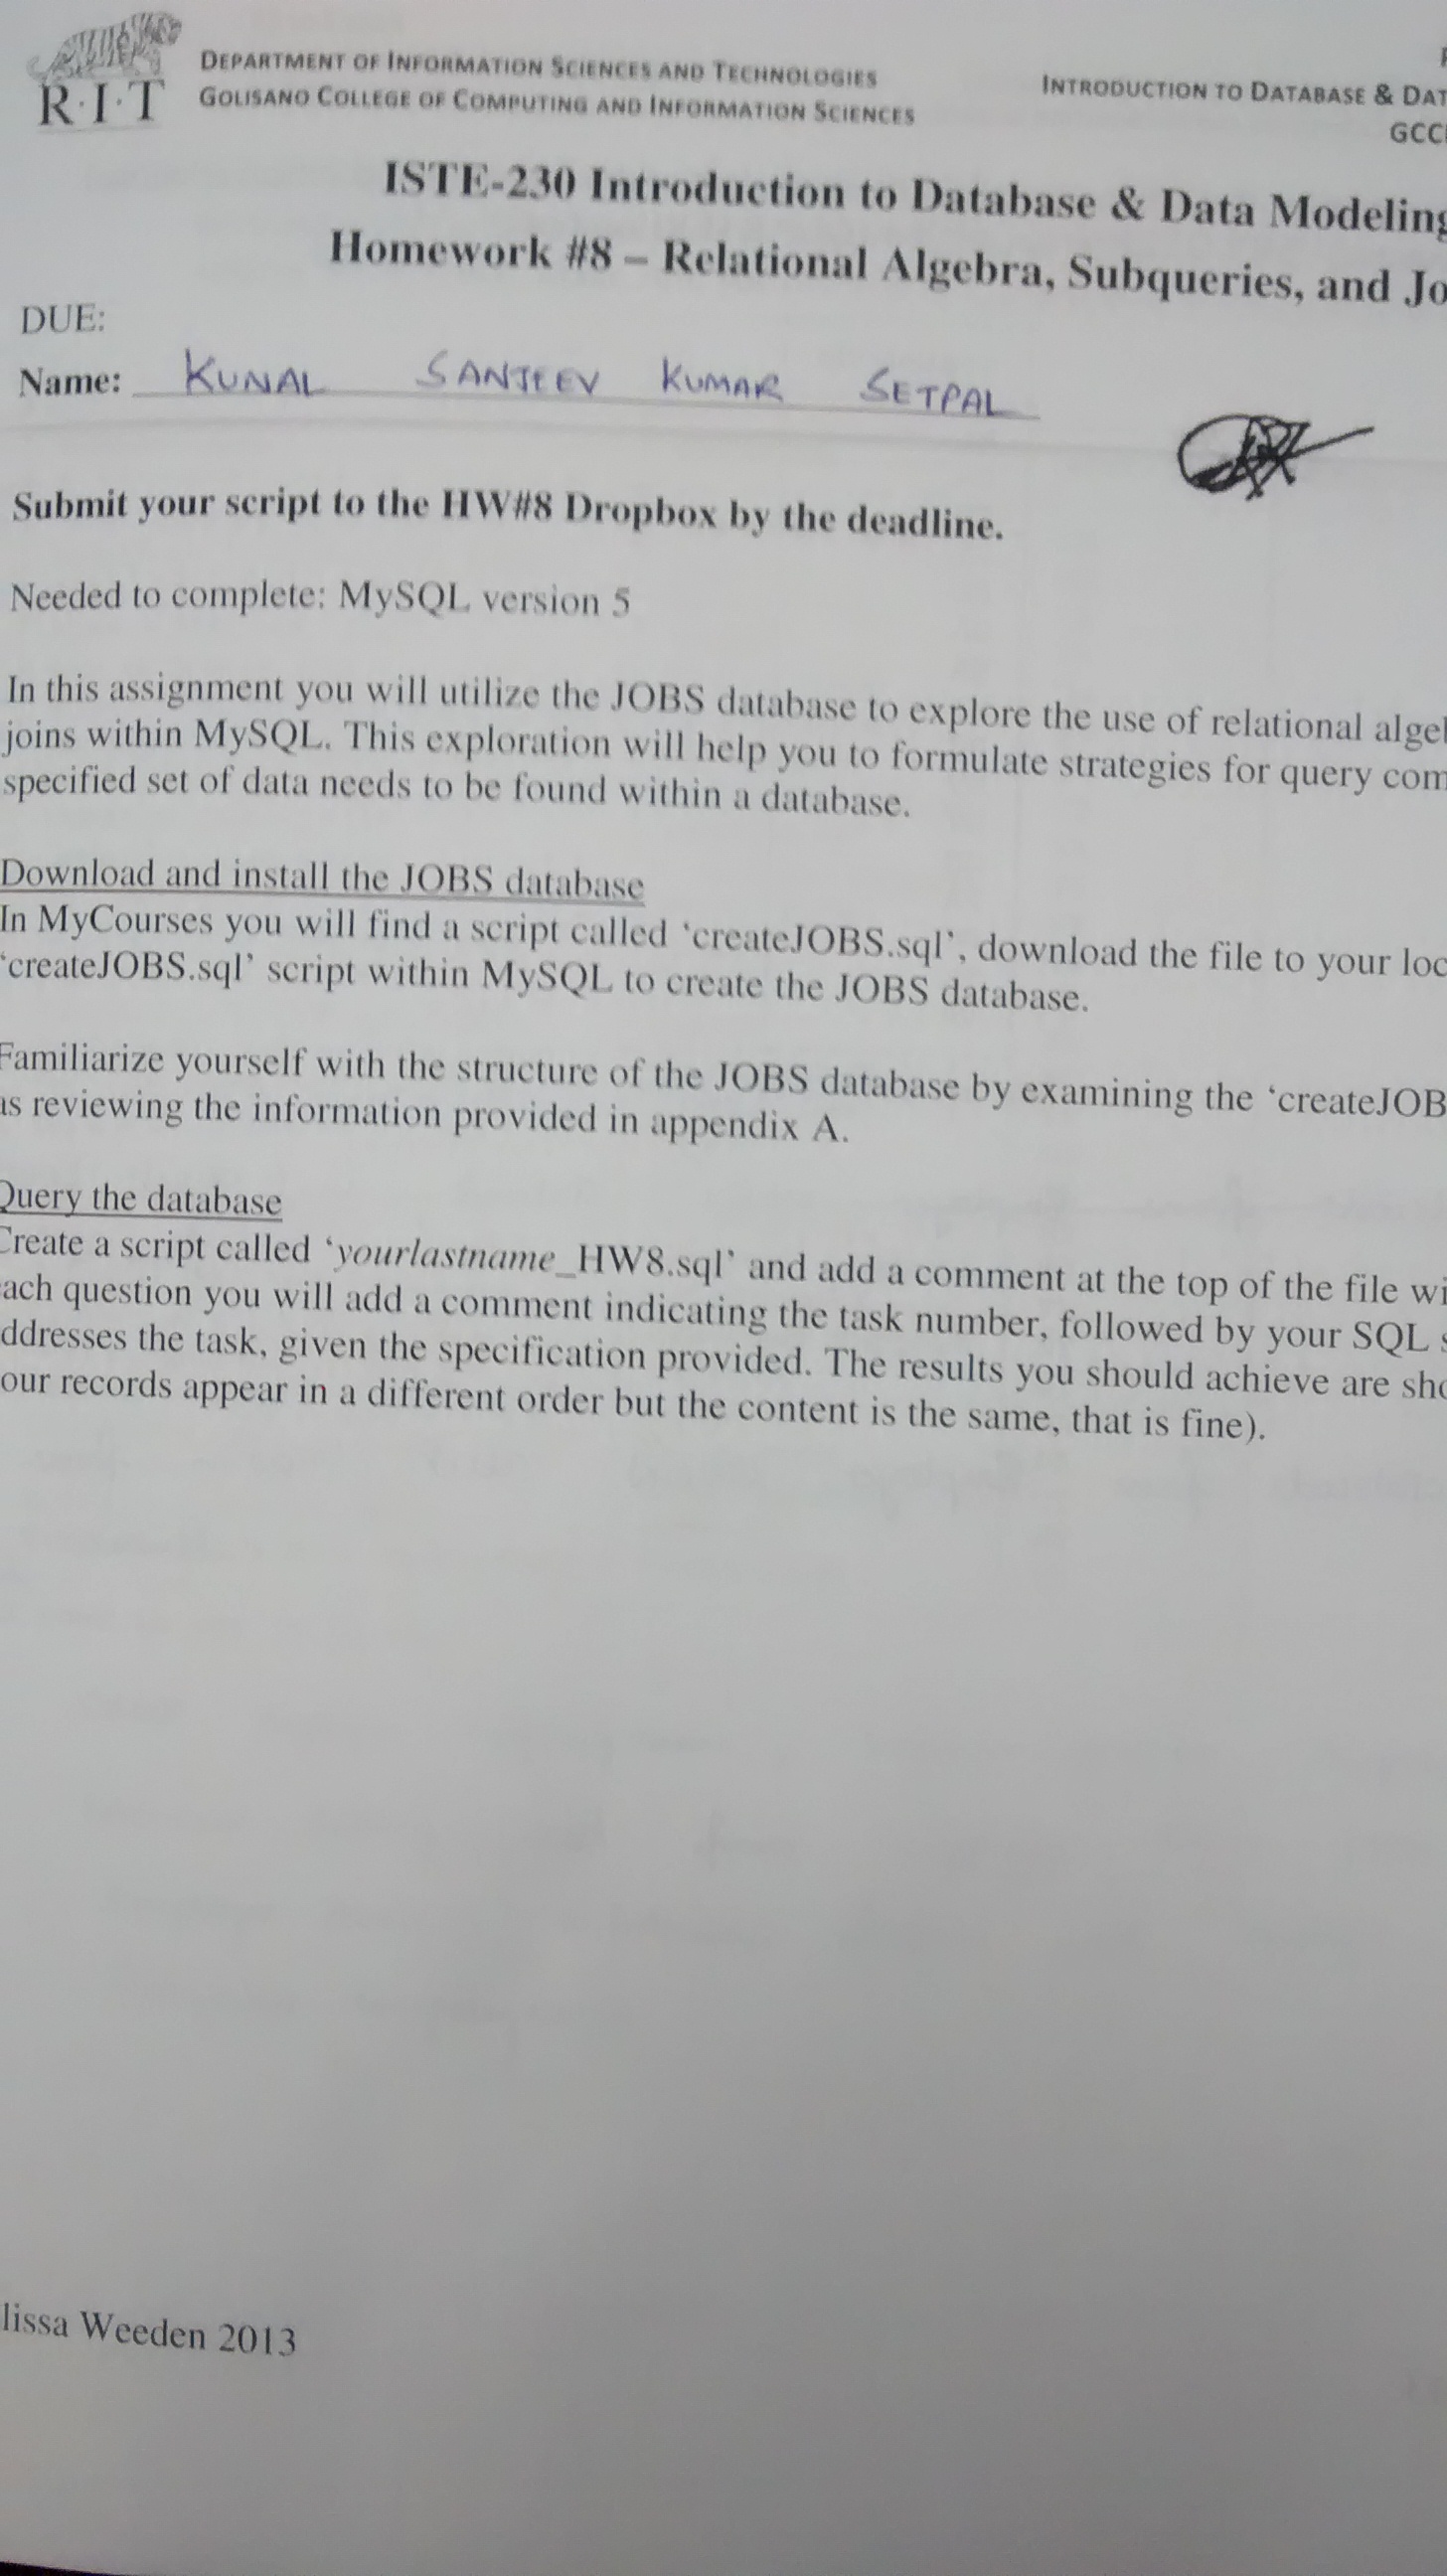 R·I·T
DEPARTMENT OF INFORMATION SCIENCES AND TECHNOLOGIES
GOLISANO COLLEGE OF COMPUTING AND INFORMATION SCIENCES
INTRODUCTION TO DATABASE & DAT
GCC
ISTE-230 Introduction to Database & Data Modeling
Homework #8 – Relational Algebra, Subqueries, and Jo
DUE:
Name: KUNAL SANJEEV KUMAR SETPAL
Submit your script to the HW#8 Dropbox by the deadline.
Needed to complete: MySQL version 5
In this assignment you will utilize the JOBS database to explore the use of relational algeb
joins within MySQL. This exploration will help you to formulate strategies for query com
specified set of data needs to be found within a database.
Download and install the JOBS database
In MyCourses you will find a script called ‘createJOBS.sql’, download the file to your loc
‘createJOBS.sql’ script within MySQL to create the JOBS database.
Familiarize yourself with the structure of the JOBS database by examining the ‘createJOB
as reviewing the information provided in appendix A.
Query the database
Create a script called ‘yourlastname_HW8.sql’ and add a comment at the top of the file wi
ach question you will add a comment indicating the task number, followed by your SQL s
ddresses the task, given the specification provided. The results you should achieve are sho
our records appear in a different order but the content is the same, that is fine).
lissa Weeden 2013